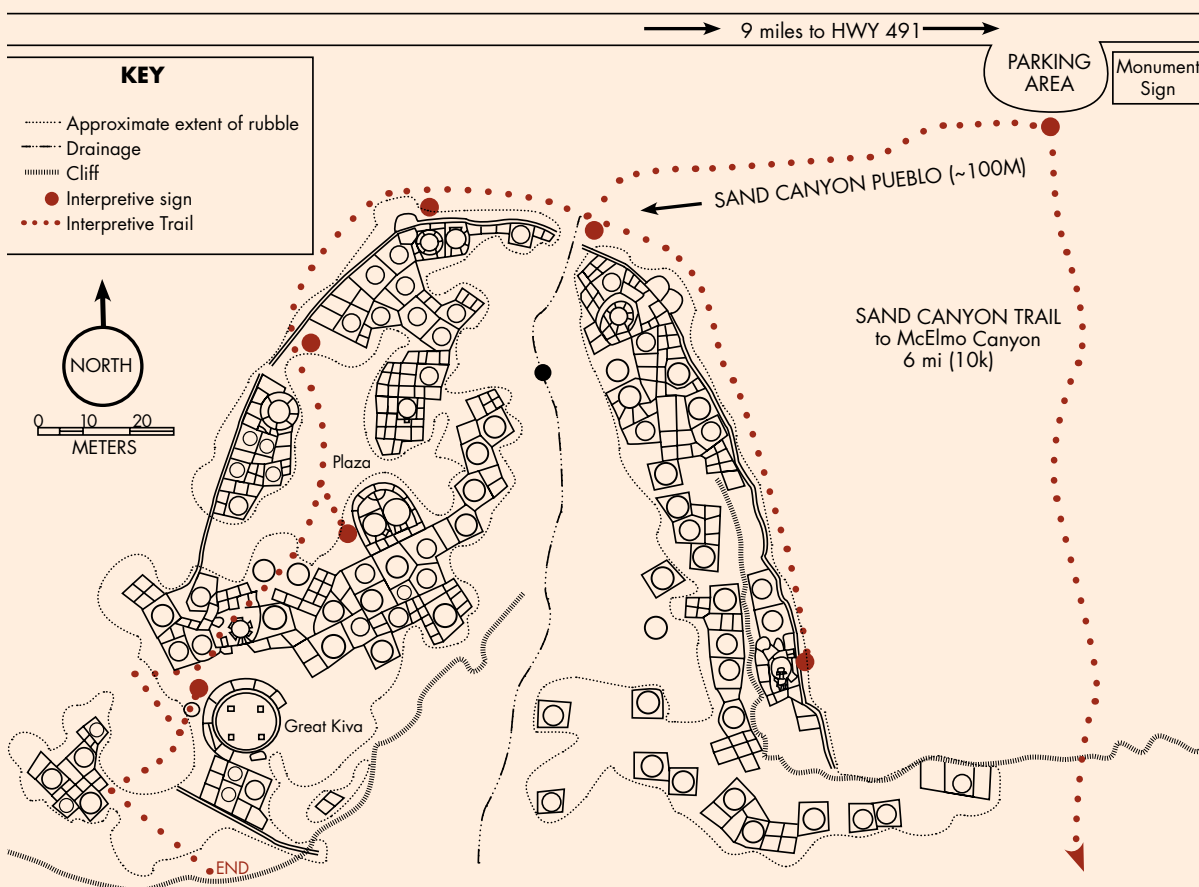 9 miles to HWY 491
PARKING
AREA
Monument
Sign
KEY
Approximate extent of rubble
Drainage
Cliff
Interpretive sign
Interpretive Trail
SAND CANYON PUEBLO (~100M)
NORTH
0 10 20
METERS
SAND CANYON TRAIL
to McElmo Canyon
6 mi (10k)
Plaza
Great Kiva
END